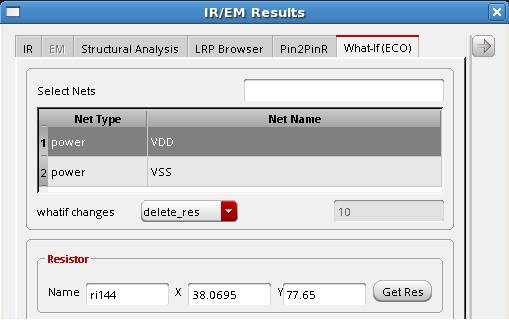 IR/EM Results
IR EM Structural Analysis LRP Browser Pin2PinR What-If (ECO)
Select Nets
Net Type Net Name
1 power VDD
2 power VSS
whatif changes delete_res 10
Resistor
Name ri144 X 38.0695 Y 77.65 Get Res